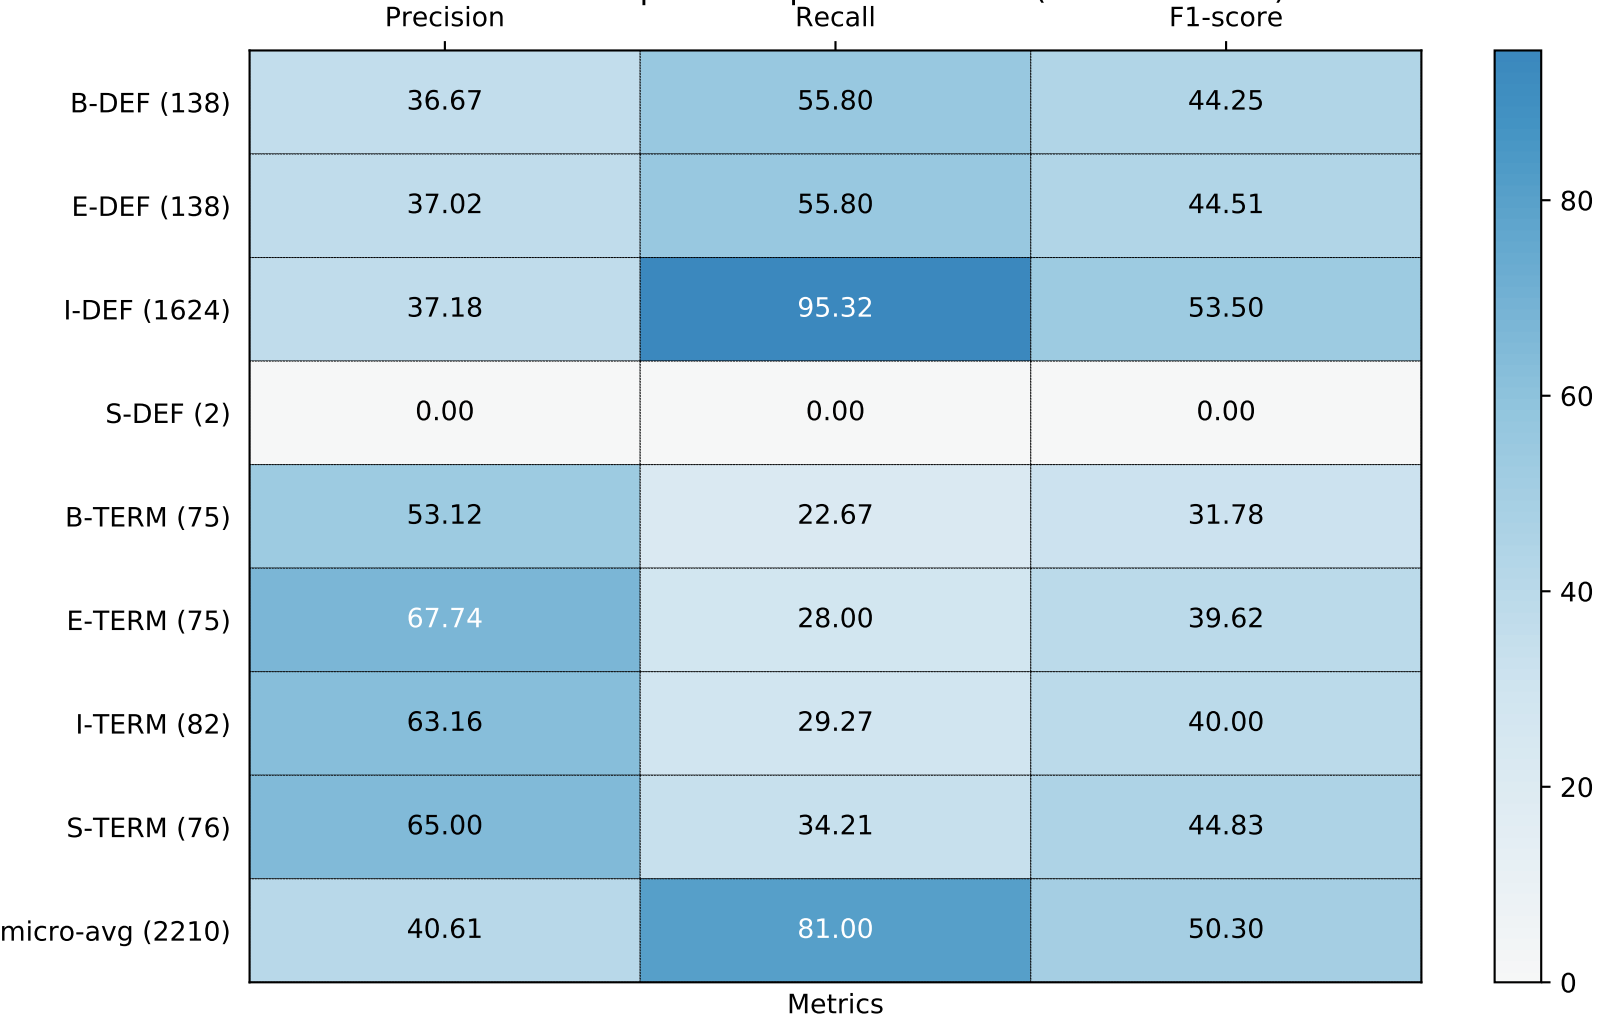 Precision Recall F1-score
B-DEF (138) 36.67 55.80 44.25
E-DEF (138) 37.02 55.80 44.51
80
I-DEF (1624) 37.18 95.32 53.50
S-DEF (2) 0.00 0.00 0.00
60
B-TERM (75) 53.12 22.67 31.78
E-TERM (75) 67.74 28.00 39.62
40
I-TERM (82) 63.16 29.27 40.00
20
S-TERM (76) 65.00 34.21 44.83
micro-avg (2210) 40.61 81.00 50.30
0
Metrics